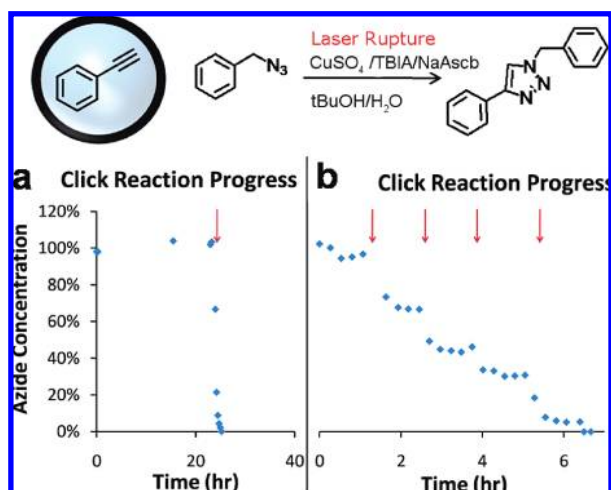 Laser Rupture
CuSO4 /TBIA/NaAscb
tBuOH/H2O
N3
N
N
N
a Click Reaction Progress
b Click Reaction Progress
Azide Concentration
120%
100%
80%
60%
40%
20%
0%
0 20 40
Time (hr)
0 2 4 6
Time (hr)